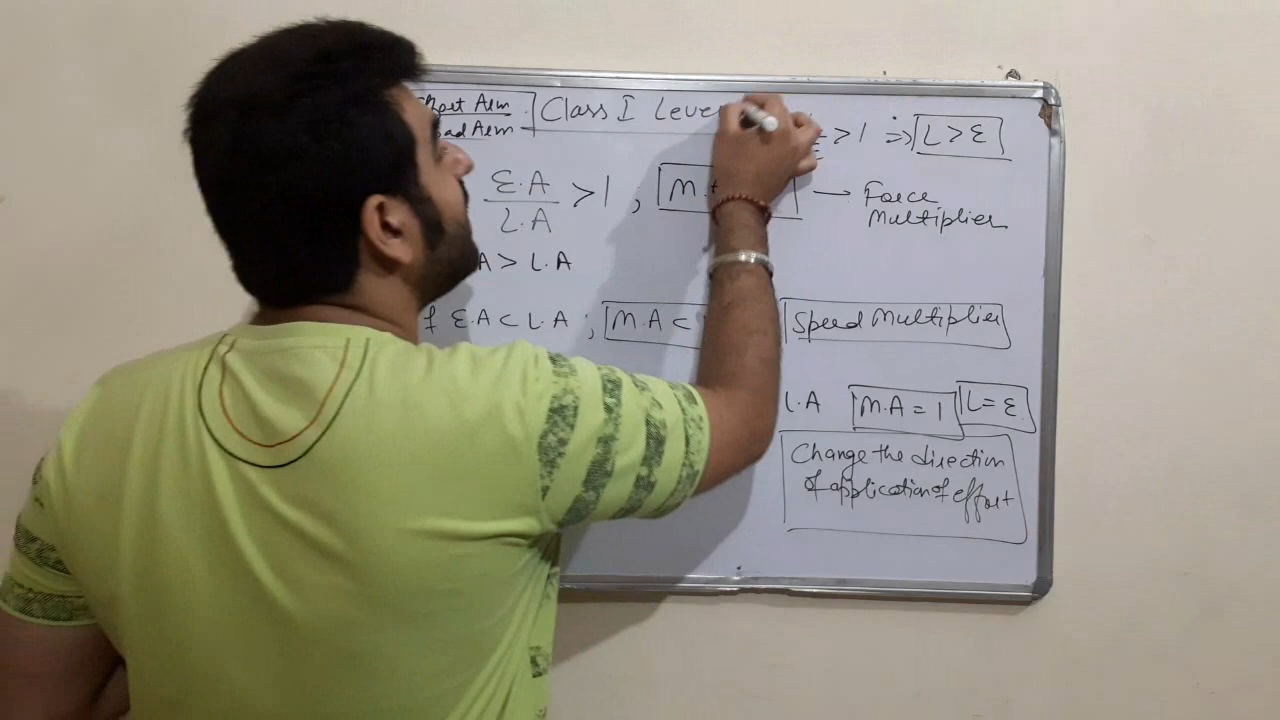 Effort Arm
Load Arm
Class I Lever
> 1 ⇒ L > E
E.A / L.A > 1 ; M.A → Force
Multiplier
A > L.A
If E.A < L.A ; M.A < Speed Multiplier
L.A M.A = 1 L = E
Change the direction
of application of effort